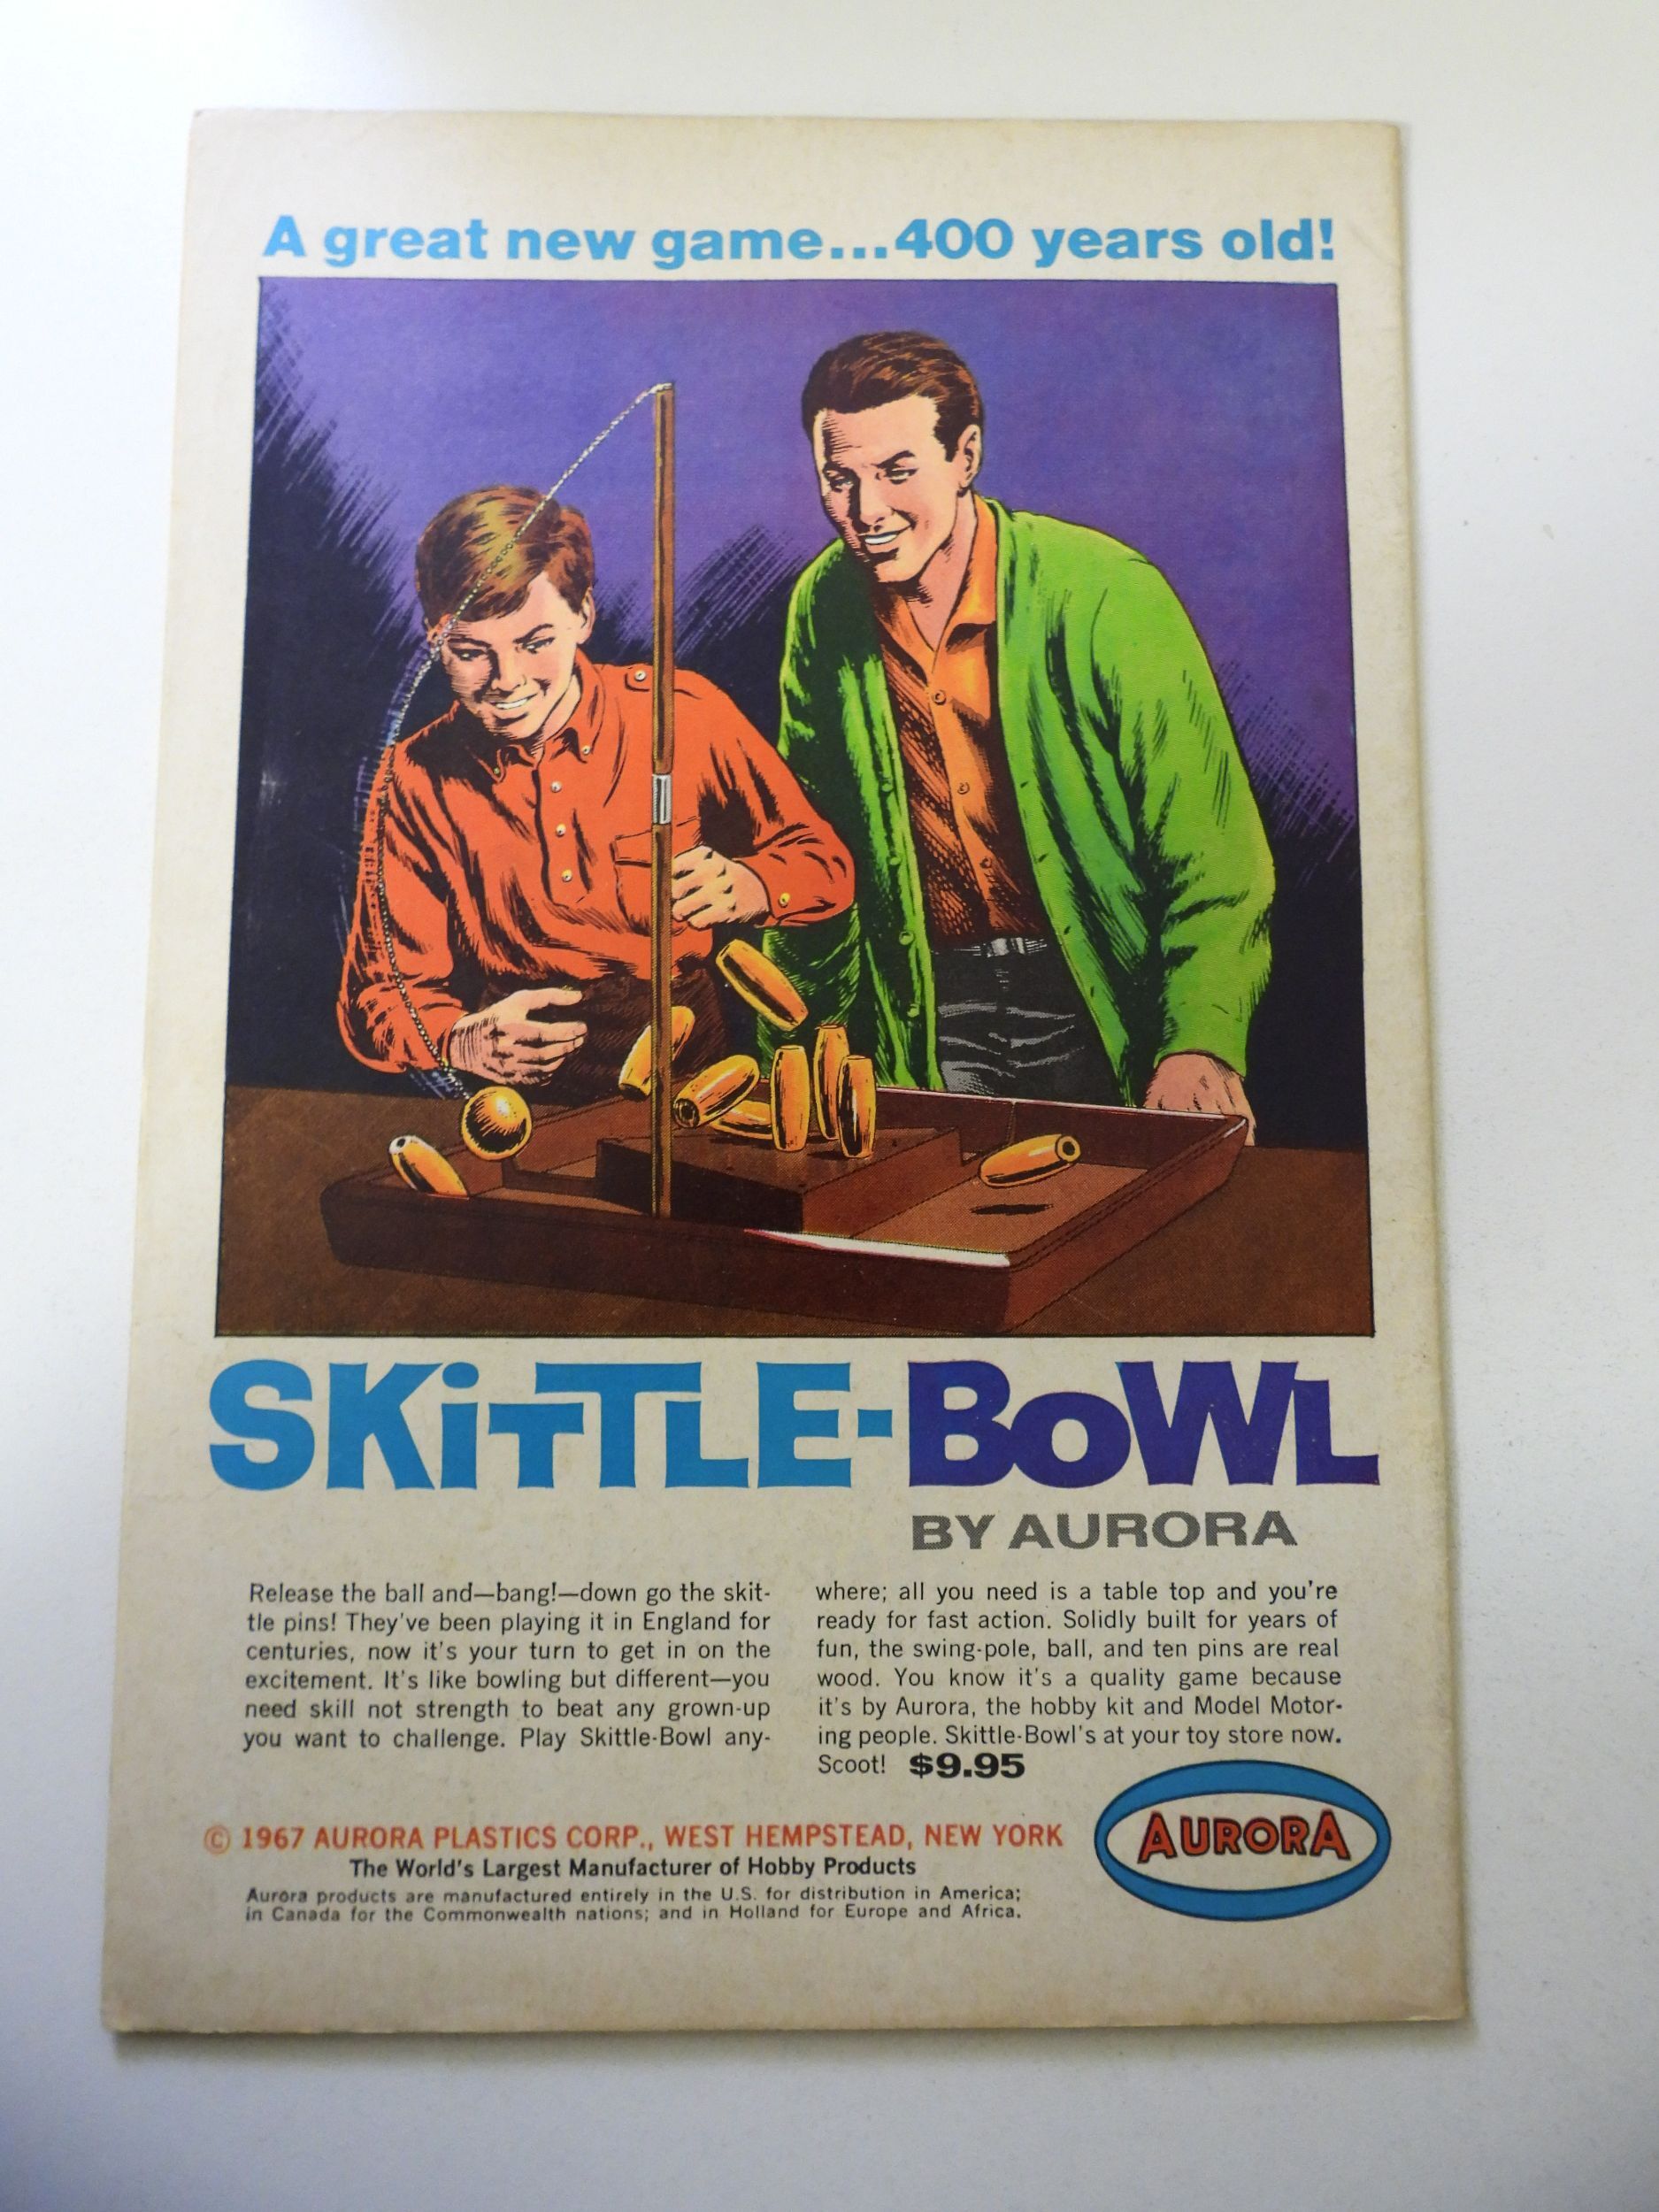 A great new game...400 years old!
SKiTTLE-BoWL
BY AURORA
Release the ball and—bang!—down go the skit-
tle pins! They've been playing it in England for
centuries, now it's your turn to get in on the
excitement. It's like bowling but different—you
need skill not strength to beat any grown-up
you want to challenge. Play Skittle-Bowl any-
where; all you need is a table top and you're
ready for fast action. Solidly built for years of
fun, the swing-pole, ball, and ten pins are real
wood. You know it's a quality game because
it's by Aurora, the hobby kit and Model Motor-
ing people. Skittle-Bowl's at your toy store now.
Scoot! $9.95
© 1967 AURORA PLASTICS CORP., WEST HEMPSTEAD, NEW YORK
The World's Largest Manufacturer of Hobby Products
Aurora products are manufactured entirely in the U.S. for distribution in America;
in Canada for the Commonwealth nations; and in Holland for Europe and Africa.
AURORA